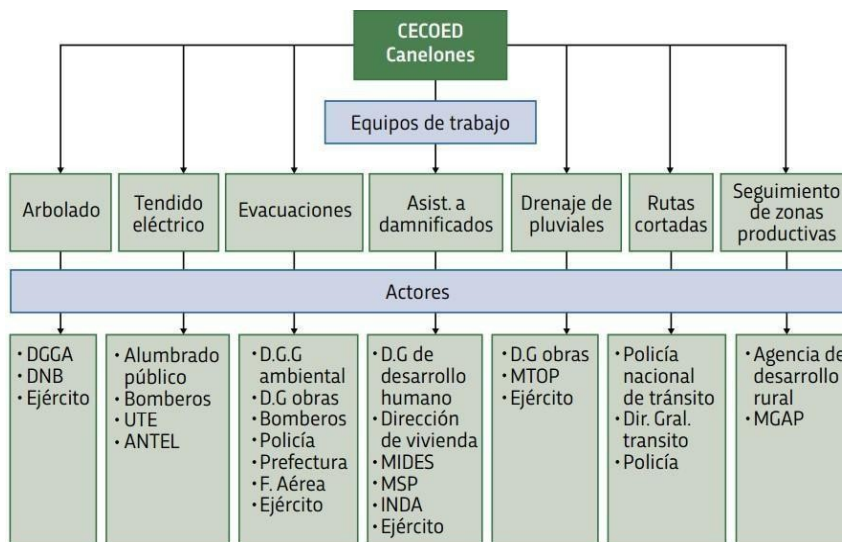 CECOED
Canelones
Equipos de trabajo
Arbolado
Tendido
eléctrico
Evacuaciones
Asist. a
damnificados
Drenaje de
pluviales
Rutas
cortadas
Seguimiento
de zonas
productivas
Actores
• DGGA
• DNB
• Ejército
• Alumbrado
público
• Bomberos
• UTE
• ANTEL
• D.G.G
ambiental
• D.G obras
• Bomberos
• Policía
• Prefectura
• F. Aérea
• Ejército
• D.G de
desarrollo
humano
• Dirección
de vivienda
• MIDES
• MSP
• INDA
• Ejército
• D.G obras
• MTOP
• Ejército
• Policía
nacional
de tránsito
• Dir. Gral.
transito
• Policía
• Agencia de
desarrollo
rural
• MGAP